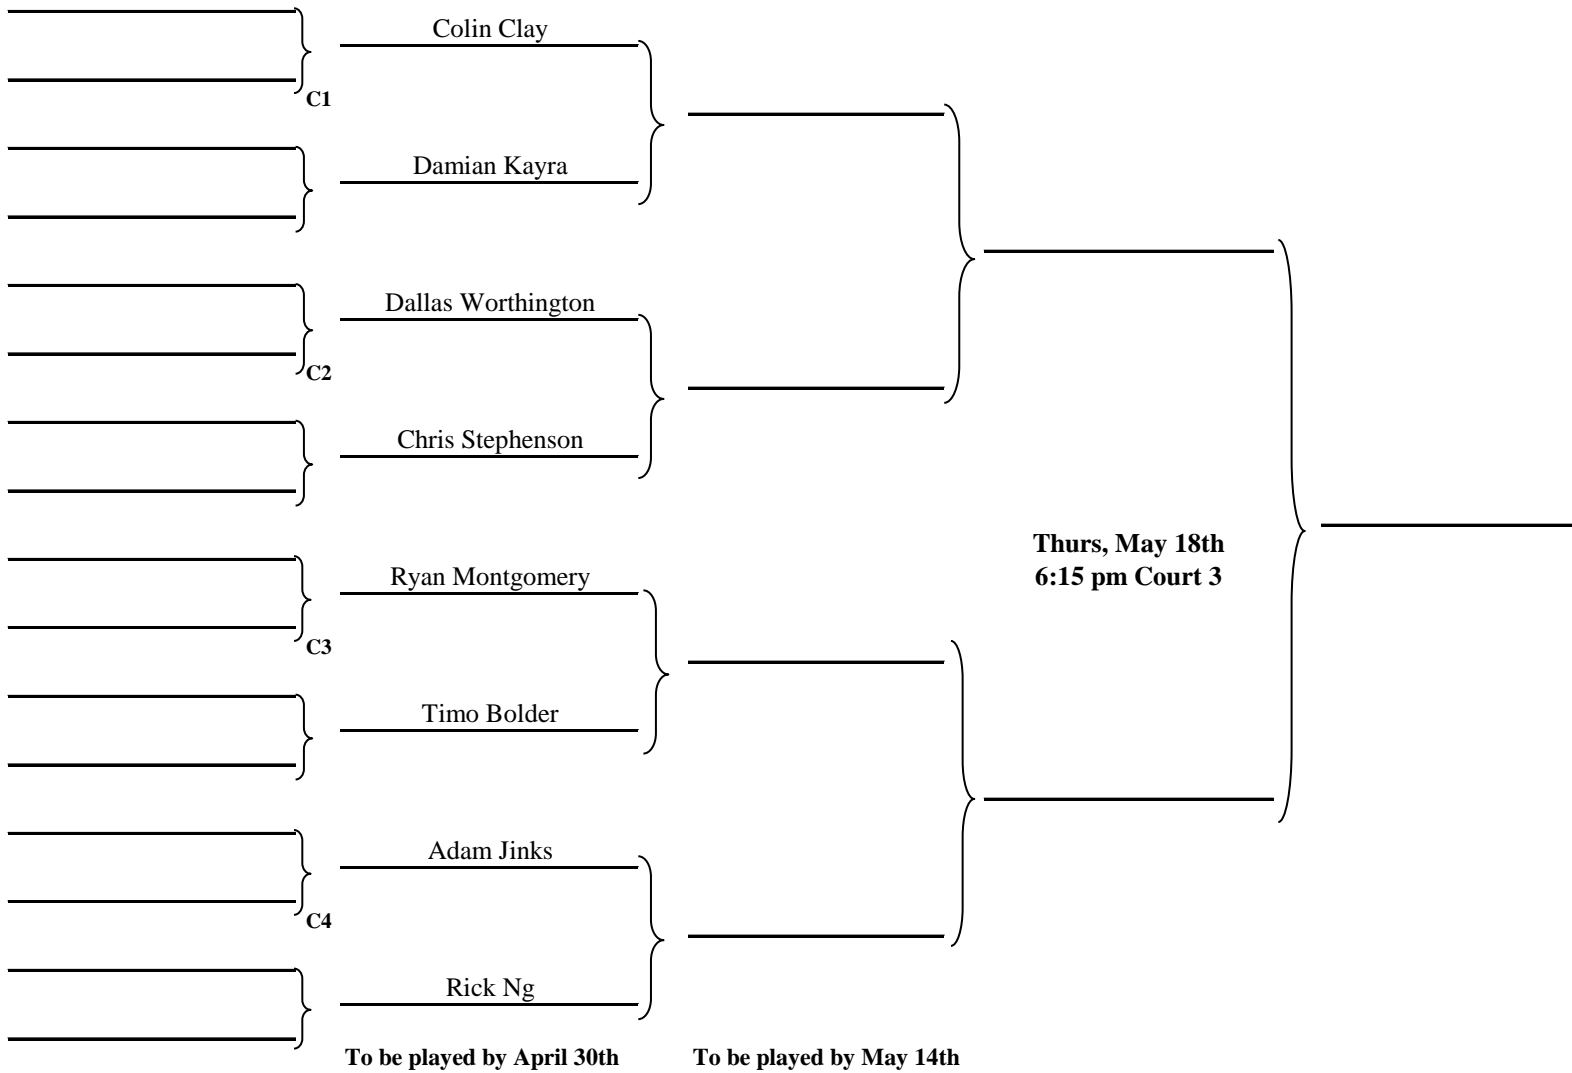 Colin Clay
C1
Damian Kayra
Dallas Worthington
C2
Chris Stephenson
Thurs, May 18th
6:15 pm Court 3
Ryan Montgomery
C3
Timo Bolder
Adam Jinks
C4
Rick Ng
To be played by April 30th
To be played by May 14th